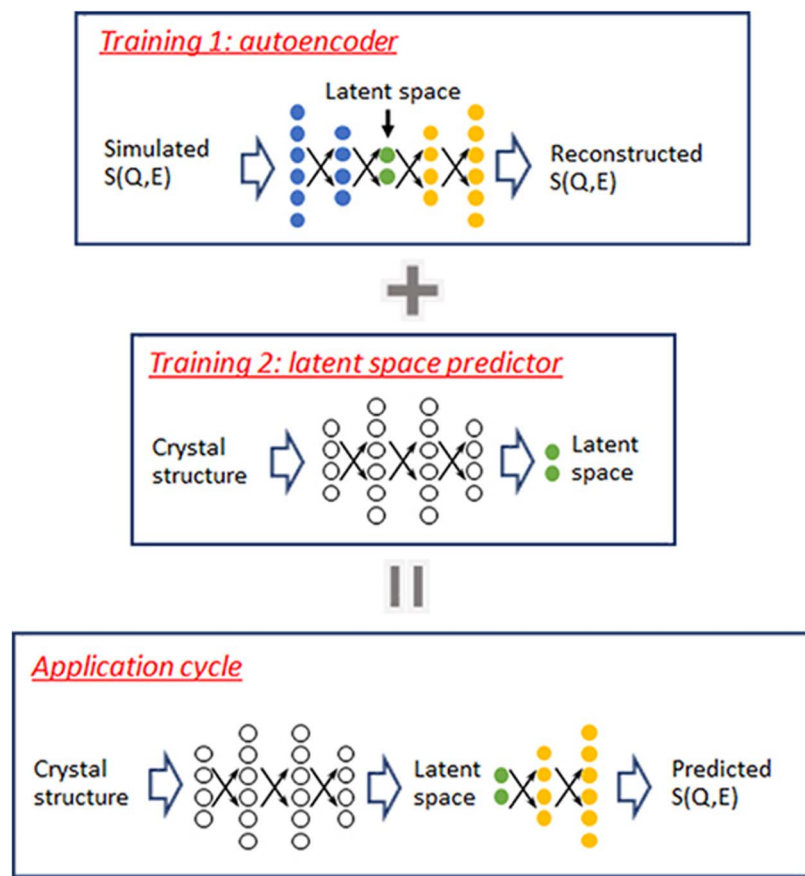 Training 1: autoencoder
Latent space
Simulated
S(Q,E)
Reconstructed
S(Q,E)
+
Training 2: latent space predictor
Crystal
structure
Latent
space
=
Application cycle
Crystal
structure
Latent
space
Predicted
S(Q,E)